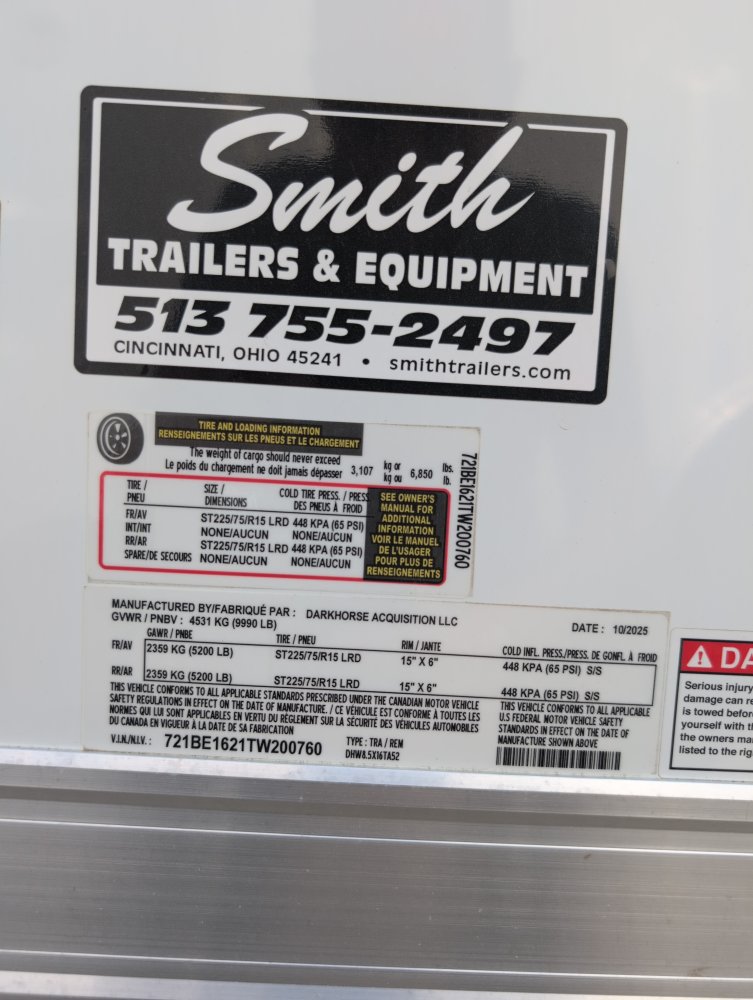 Smith
TRAILERS & EQUIPMENT
513 755-2497
CINCINNATI, OHIO 45241 • smithtrailers.com
TIRE AND LOADING INFORMATION
RENSEIGNEMENTS SUR LES PNEUS ET LE CHARGEMENT
The weight of cargo should never exceed
Le poids du chargement ne doit jamais dépasser 3,107 kg or kg ou 6,850 lbs. lb.
TIRE / PNEU SIZE / DIMENSIONS COLD TIRE PRESS. / PRESS. DES PNEUS À FROID
FR/AV ST225/75/R15 LRD 448 KPA (65 PSI)
INT/INT NONE/AUCUN NONE/AUCUN
RR/AR ST225/75/R15 LRD 448 KPA (65 PSI)
SPARE/DE SECOURS NONE/AUCUN NONE/AUCUN
SEE OWNER'S
MANUAL FOR
ADDITIONAL
INFORMATION
VOIR LE MANUEL
DE L'USAGER
POUR PLUS DE
RENSEIGNEMENTS
721BE1621TW200760
MANUFACTURED BY/FABRIQUÉ PAR : DARKHORSE ACQUISITION LLC
GVWR / PNBV : 4531 KG (9990 LB) DATE : 10/2025
GAWR / PNBE TIRE / PNEU RIM / JANTE COLD INFL. PRESS./PRESS. DE GONFL. À FROID
FR/AV 2359 KG (5200 LB) ST225/75/R15 LRD 15" X 6" 448 KPA (65 PSI) S/S
RR/AR 2359 KG (5200 LB) ST225/75/R15 LRD 15" X 6" 448 KPA (65 PSI) S/S
THIS VEHICLE CONFORMS TO ALL APPLICABLE STANDARDS PRESCRIBED UNDER THE CANADIAN MOTOR VEHICLE
SAFETY REGULATIONS IN EFFECT ON THE DATE OF MANUFACTURE. / CE VÉHICULE EST CONFORME À TOUTES LES
NORMES QUI LUI SONT APPLICABLES EN VERTU DU RÈGLEMENT SUR LA SÉCURITÉ DES VÉHICULES AUTOMOBILES
DU CANADA EN VIGUEUR À LA DATE DE SA FABRICATION
THIS VEHICLE CONFORMS TO ALL APPLICABLE
U.S FEDERAL MOTOR VEHICLE SAFETY
STANDARDS IN EFFECT ON THE DATE OF
MANUFACTURE SHOWN ABOVE
V.I.N./N.I.V. : 721BE1621TW200760 TYPE : TRA / REM
DHW8.5X16TA52
DA
Serious injury
damage can re
is towed befor
yourself with th
the owners ma
listed to the rig